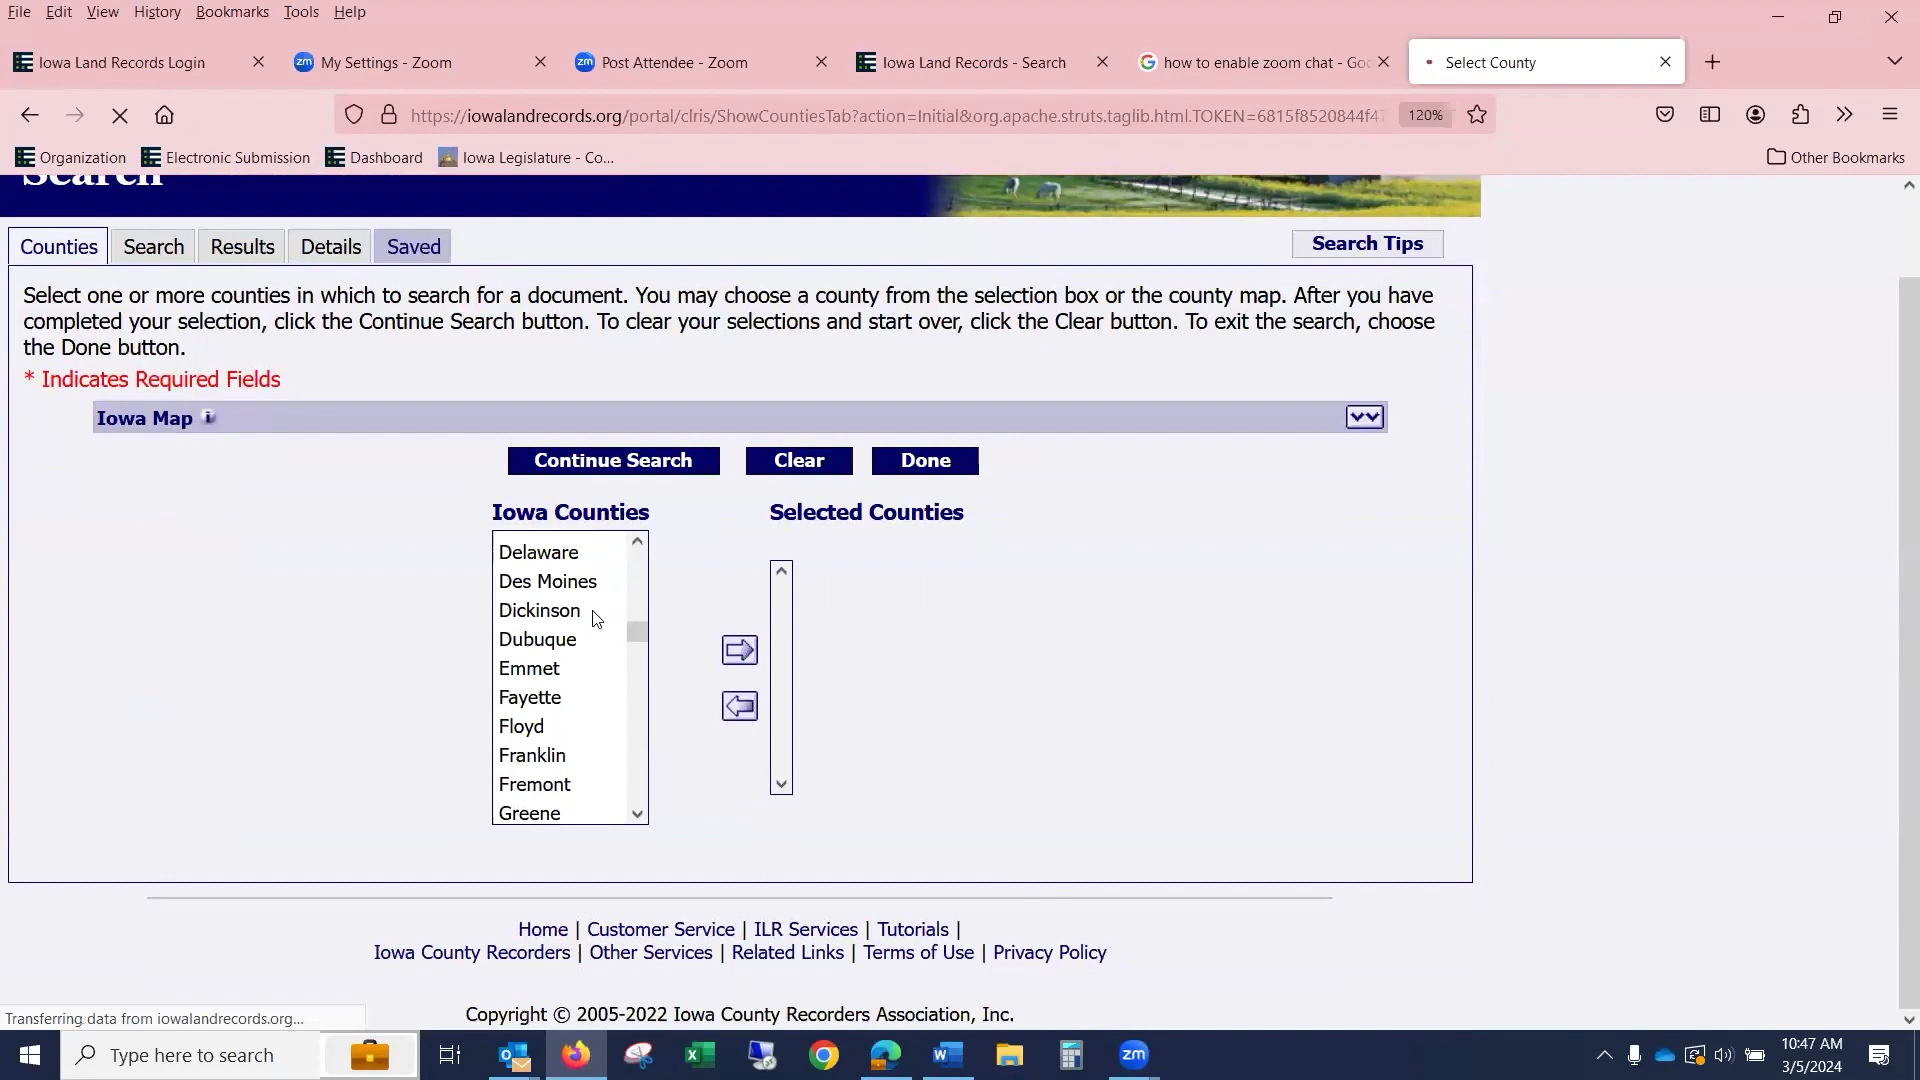 File Edit View History Bookmarks Tools Help
Iowa Land Records Login
My Settings - Zoom
Post Attendee - Zoom
Iowa Land Records - Search
how to enable zoom chat - Goo
Select County
https://iowalandrecords.org/portal/clris/ShowCountiesTab?action=Initial&org.apache.struts.taglib.html.TOKEN=6815f8520844f47
120%
Organization
Electronic Submission
Dashboard
Iowa Legislature - Co...
Other Bookmarks
Search
Counties
Search
Results
Details
Saved
Search Tips
Select one or more counties in which to search for a document. You may choose a county from the selection box or the county map. After you have
completed your selection, click the Continue Search button. To clear your selections and start over, click the Clear button. To exit the search, choose
the Done button.
* Indicates Required Fields
Iowa Map i
Continue Search
Clear
Done
Iowa Counties
Selected Counties
Delaware
Des Moines
Dickinson
Dubuque
Emmet
Fayette
Floyd
Franklin
Fremont
Greene
Home | Customer Service | ILR Services | Tutorials |
Iowa County Recorders | Other Services | Related Links | Terms of Use | Privacy Policy
Transferring data from iowalandrecords.org...
Copyright © 2005-2022 Iowa County Recorders Association, Inc.
Type here to search
zm
10:47 AM
3/5/2024